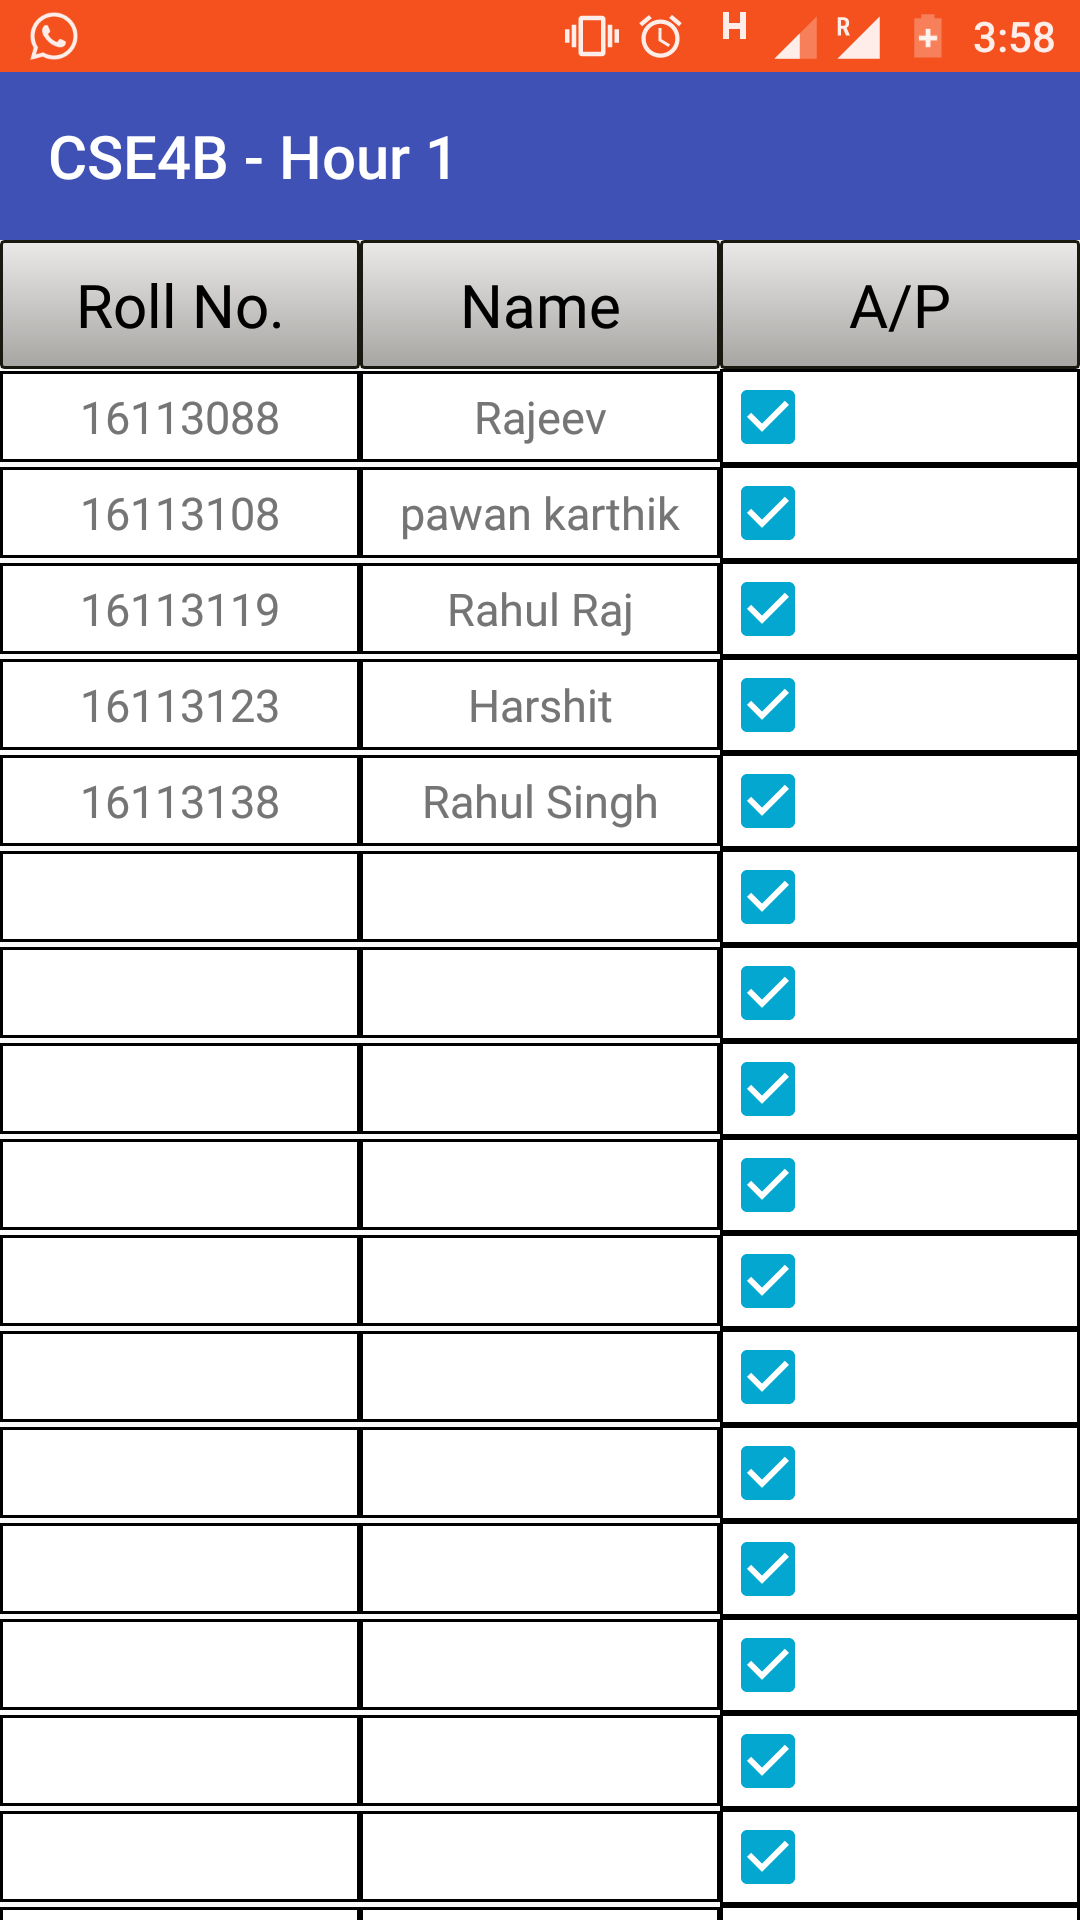 H R 3:58
CSE4B - Hour 1
Roll No. Name A/P
16113088 Rajeev
16113108 pawan karthik
16113119 Rahul Raj
16113123 Harshit
16113138 Rahul Singh